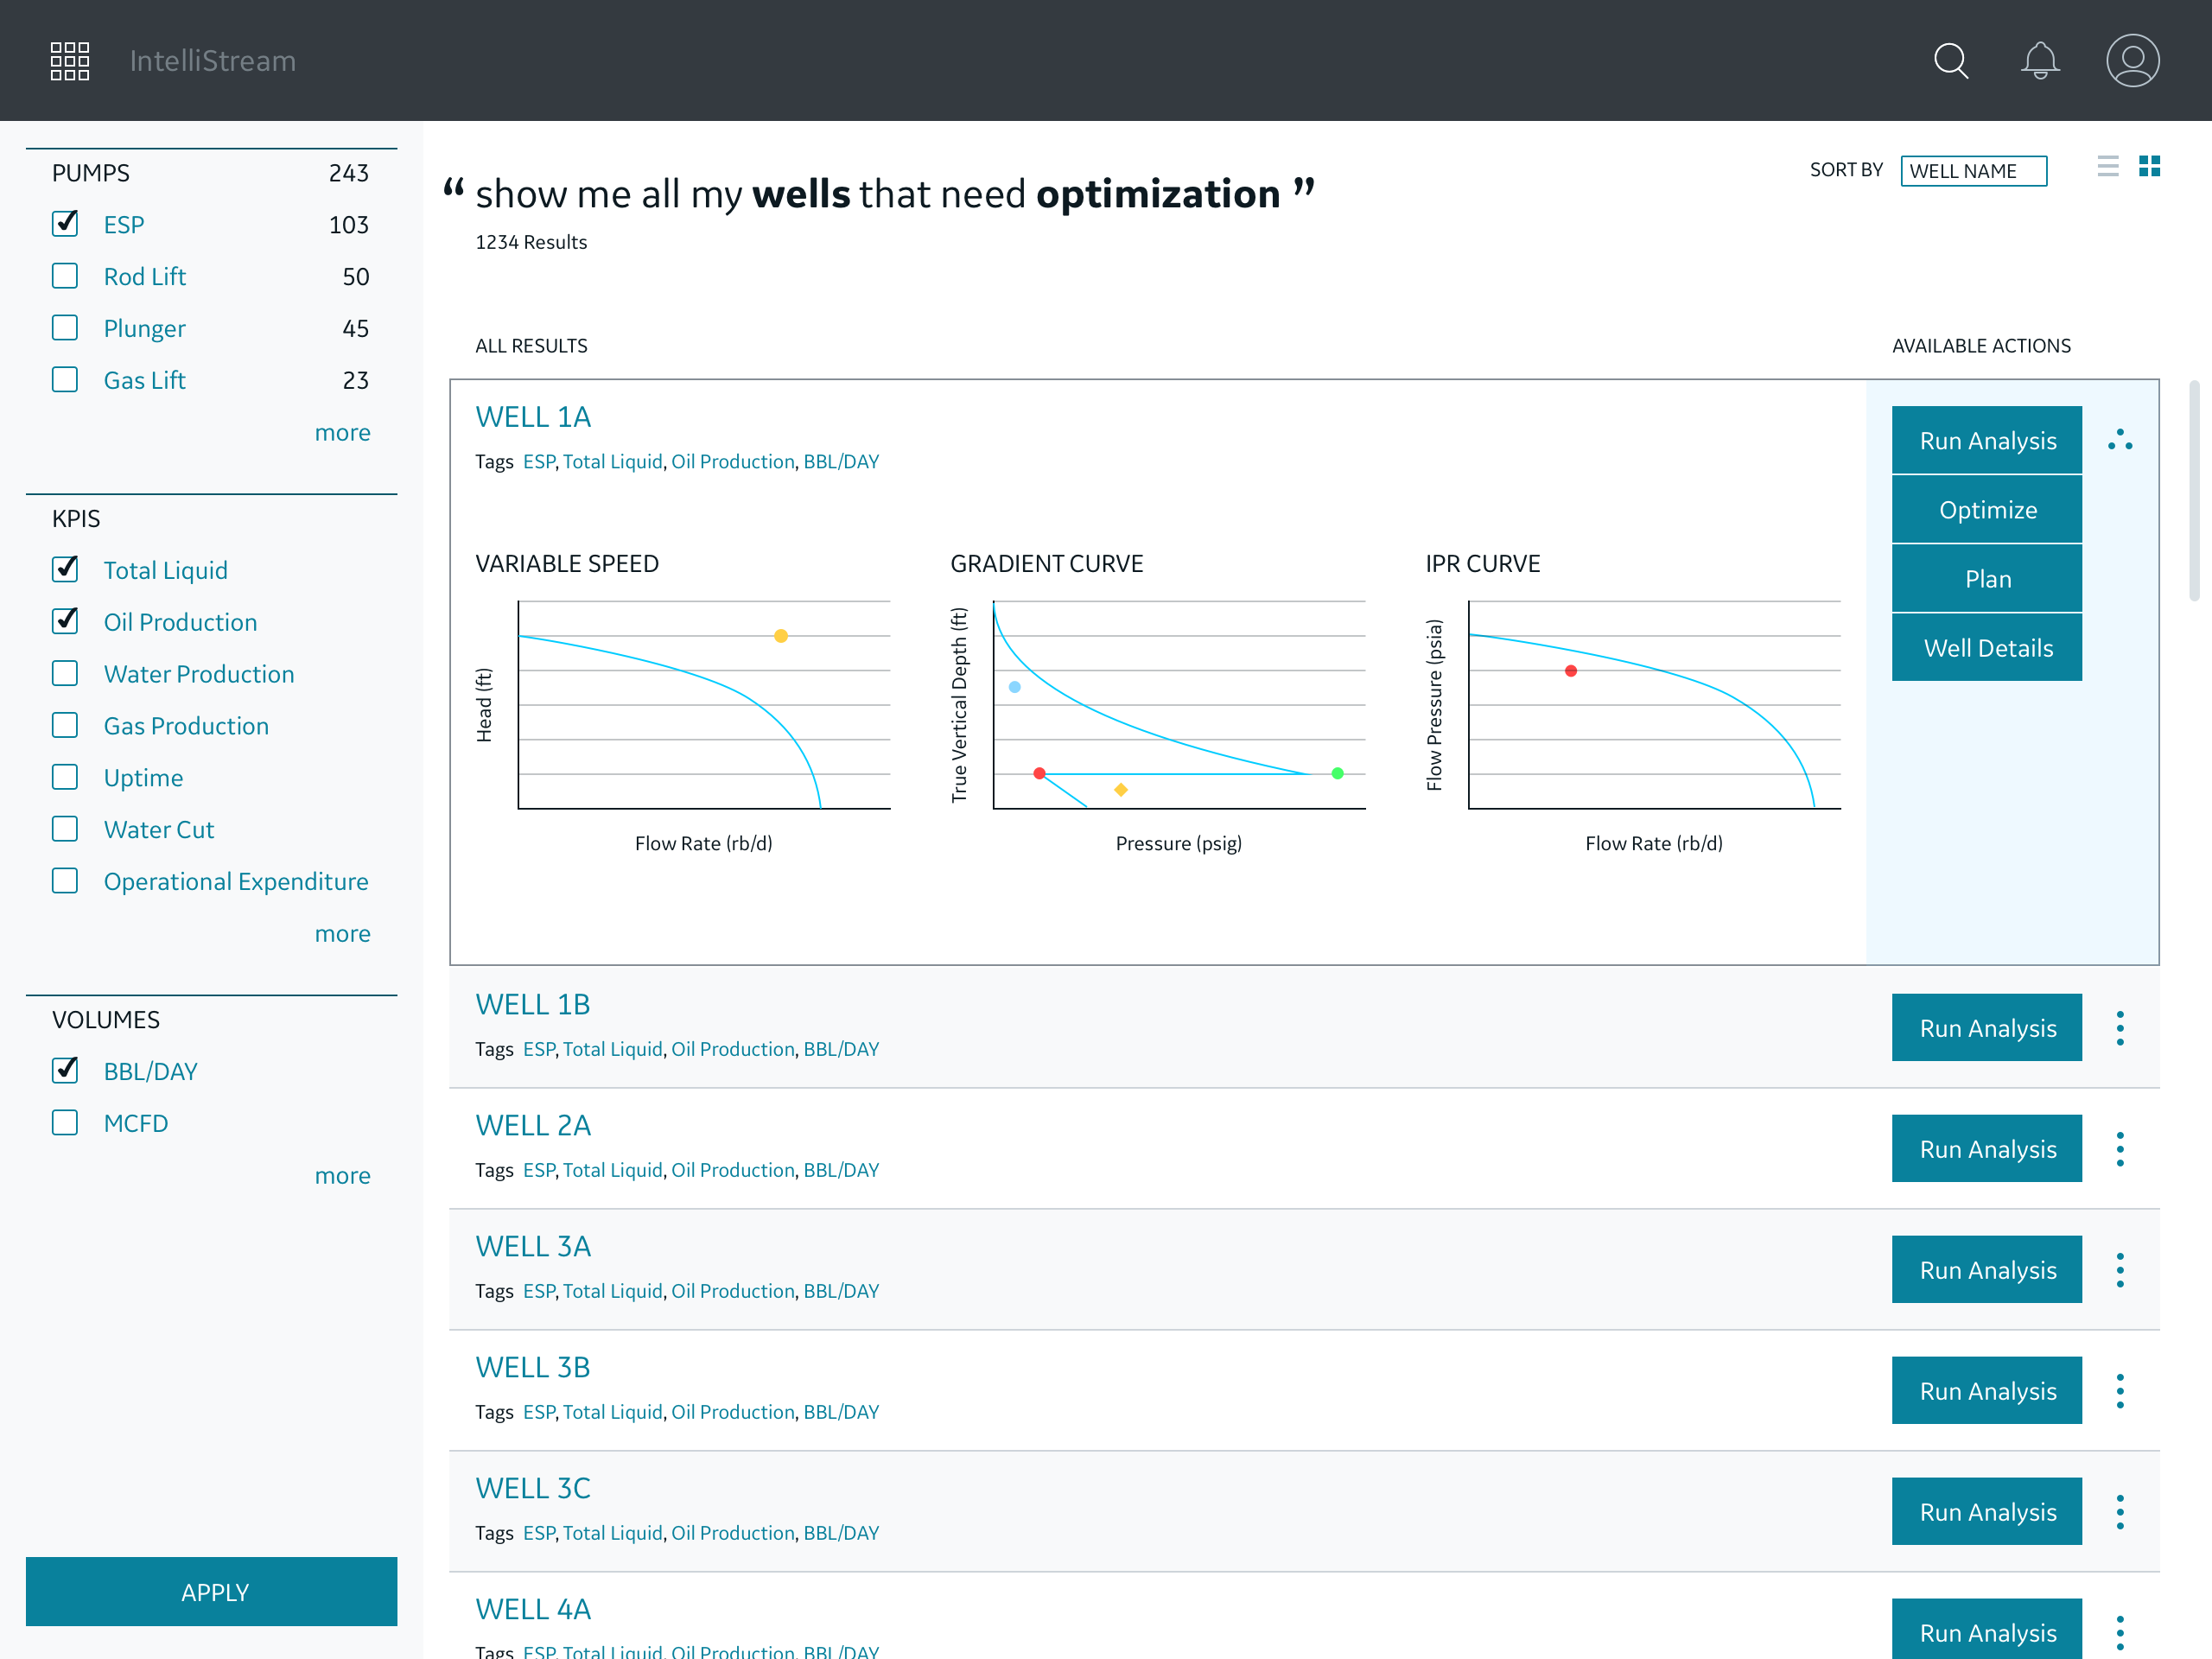 IntelliStream
PUMPS 243
ESP 103
Rod Lift 50
Plunger 45
Gas Lift 23
more
KPIS
Total Liquid
Oil Production
Water Production
Gas Production
Uptime
Water Cut
Operational Expenditure
more
VOLUMES
BBL/DAY
MCFD
more
APPLY
“ show me all my wells that need optimization ”
1234 Results
SORT BY WELL NAME
ALL RESULTS
AVAILABLE ACTIONS
WELL 1A
Tags ESP, Total Liquid, Oil Production, BBL/DAY
Run Analysis
Optimize
Plan
Well Details
VARIABLE SPEED
Head (ft)
Flow Rate (rb/d)
GRADIENT CURVE
True Vertical Depth (ft)
Pressure (psig)
IPR CURVE
Flow Pressure (psia)
Flow Rate (rb/d)
WELL 1B
Tags ESP, Total Liquid, Oil Production, BBL/DAY
Run Analysis
WELL 2A
Tags ESP, Total Liquid, Oil Production, BBL/DAY
Run Analysis
WELL 3A
Tags ESP, Total Liquid, Oil Production, BBL/DAY
Run Analysis
WELL 3B
Tags ESP, Total Liquid, Oil Production, BBL/DAY
Run Analysis
WELL 3C
Tags ESP, Total Liquid, Oil Production, BBL/DAY
Run Analysis
WELL 4A
Tags ESP, Total Liquid, Oil Production, BBL/DAY
Run Analysis